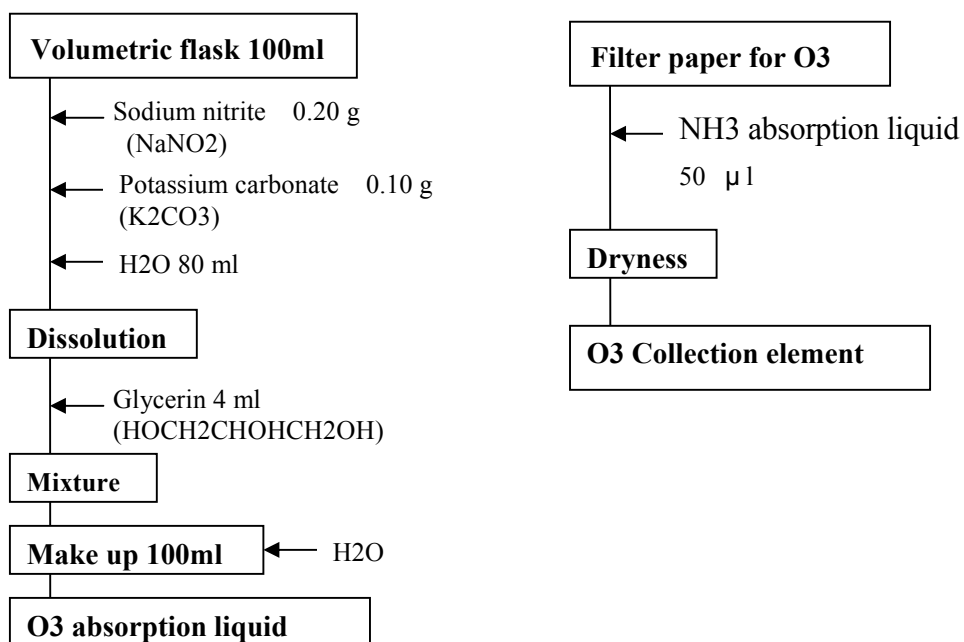 Volumetric flask 100ml
Sodium nitrite 0.20 g
(NaNO2)
Potassium carbonate 0.10 g
(K2CO3)
H2O 80 ml
Dissolution
Glycerin 4 ml
(HOCH2CHOHCH2OH)
Mixture
Make up 100ml
H2O
O3 absorption liquid
Filter paper for O3
NH3 absorption liquid
50 μl
Dryness
O3 Collection element